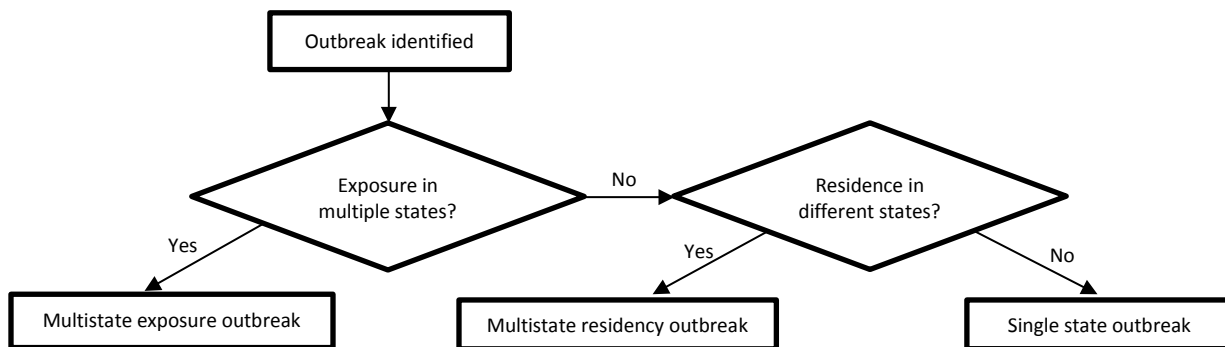 Outbreak identified
Exposure in
multiple states?
No
Residence in
different states?
Yes
Yes
No
Multistate exposure outbreak
Multistate residency outbreak
Single state outbreak